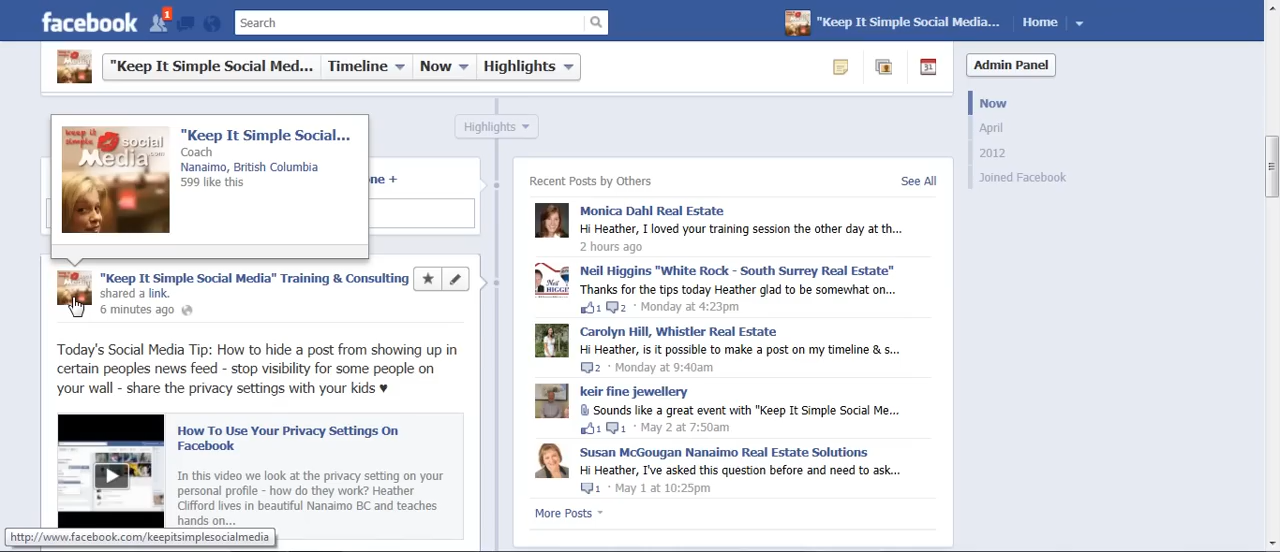 facebook
1
Search
"Keep It Simple Social Media...
Home
"Keep It Simple Social Med...
Timeline
Now
Highlights
31
Admin Panel
Now
April
2012
Joined Facebook
Highlights
keep it
simple
social
Media
.com
"Keep It Simple Social...
Coach
Nanaimo, British Columbia
599 like this
one +
"Keep It Simple Social Media" Training & Consulting
shared a link.
6 minutes ago
Today's Social Media Tip: How to hide a post from showing up in
certain peoples news feed - stop visibility for some people on
your wall - share the privacy settings with your kids ♥
How To Use Your Privacy Settings On
Facebook
In this video we look at the privacy setting on your
personal profile - how do they work? Heather
Clifford lives in beautiful Nanaimo BC and teaches
hands on...
http://www.facebook.com/keepitsimplesocialmedia
Recent Posts by Others
See All
Monica Dahl Real Estate
Hi Heather, I loved your training session the other day at th...
2 hours ago
Neil Higgins "White Rock - South Surrey Real Estate"
Thanks for the tips today Heather glad to be somewhat on...
1 2 · Monday at 4:23pm
Carolyn Hill, Whistler Real Estate
Hi Heather, is it possible to make a post on my timeline & s...
2 · Monday at 9:40am
keir fine jewellery
Sounds like a great event with "Keep It Simple Social Me...
1 1 · May 2 at 7:50am
Susan McGougan Nanaimo Real Estate Solutions
Hi Heather, I've asked this question before and need to ask...
1 · May 1 at 10:25pm
More Posts